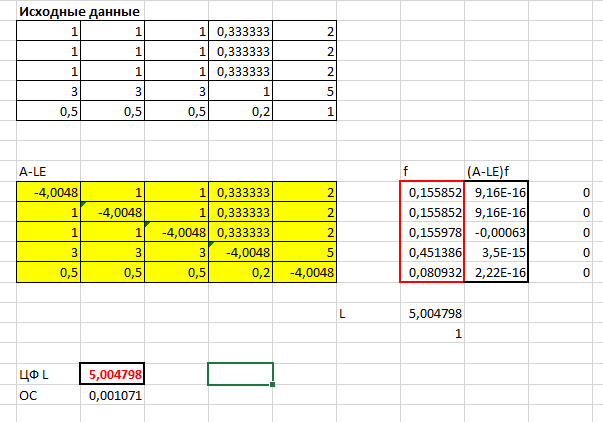 Исходные данные
1 1 1 0,333333 2
1 1 1 0,333333 2
1 1 1 0,333333 2
3 3 3 1 5
0,5 0,5 0,5 0,2 1
A-LE f (A-LE)f
-4,0048 1 1 0,333333 2 0,155852 9,16E-16 0
1 -4,0048 1 0,333333 2 0,155852 9,16E-16 0
1 1 -4,0048 0,333333 2 0,155978 -0,00063 0
3 3 3 -4,0048 5 0,451386 3,5E-15 0
0,5 0,5 0,5 0,2 -4,0048 0,080932 2,22E-16 0
L 5,004798
1
ЦФ L 5,004798
ОС 0,001071